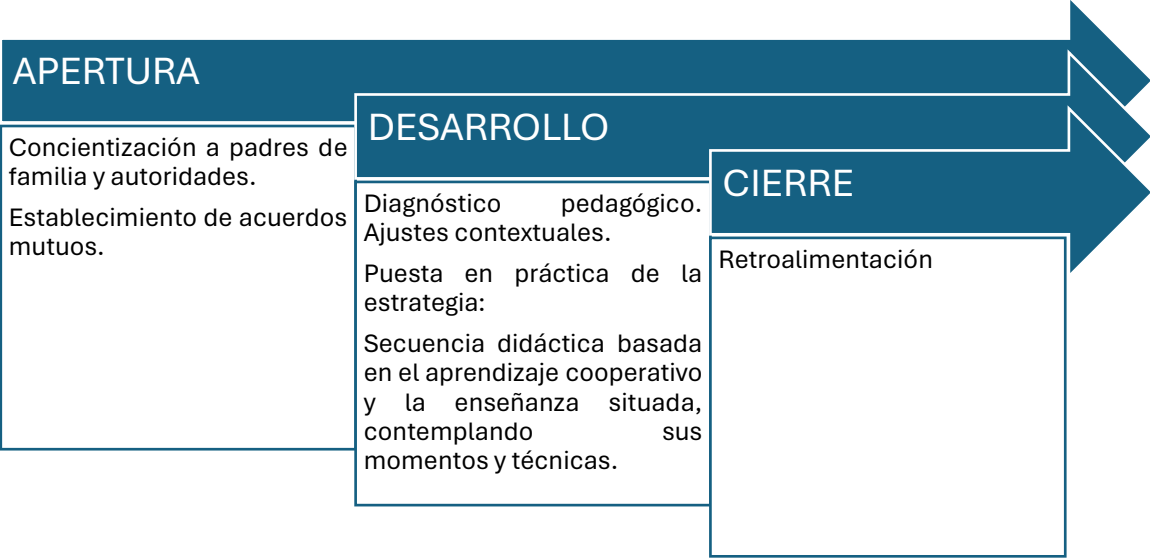 APERTURA
Concientización a padres de
familia y autoridades.
Establecimiento de acuerdos
mutuos.
DESARROLLO
Diagnóstico pedagógico.
Ajustes contextuales.
Puesta en práctica de la
estrategia:
Secuencia didáctica basada
en el aprendizaje cooperativo
y la enseñanza situada,
contemplando sus
momentos y técnicas.
CIERRE
Retroalimentación